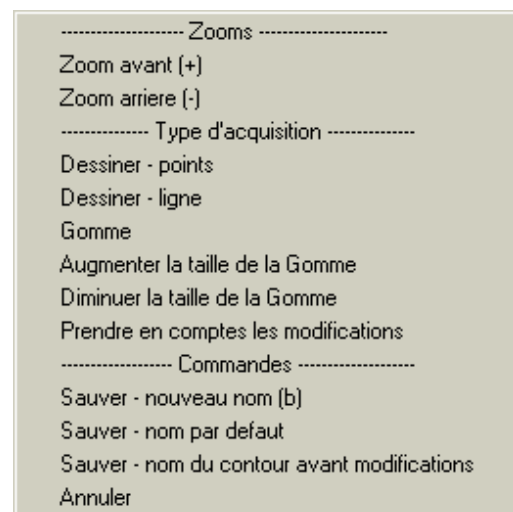 -------------------- Zooms ---------------------
Zoom avant (+)
Zoom arriere (-)
--------------- Type d'acquisition ---------------
Dessiner - points
Dessiner - ligne
Gomme
Augmenter la taille de la Gomme
Diminuer la taille de la Gomme
Prendre en comptes les modifications
------------------ Commandes -------------------
Sauver - nouveau nom (b)
Sauver - nom par defaut
Sauver - nom du contour avant modifications
Annuler